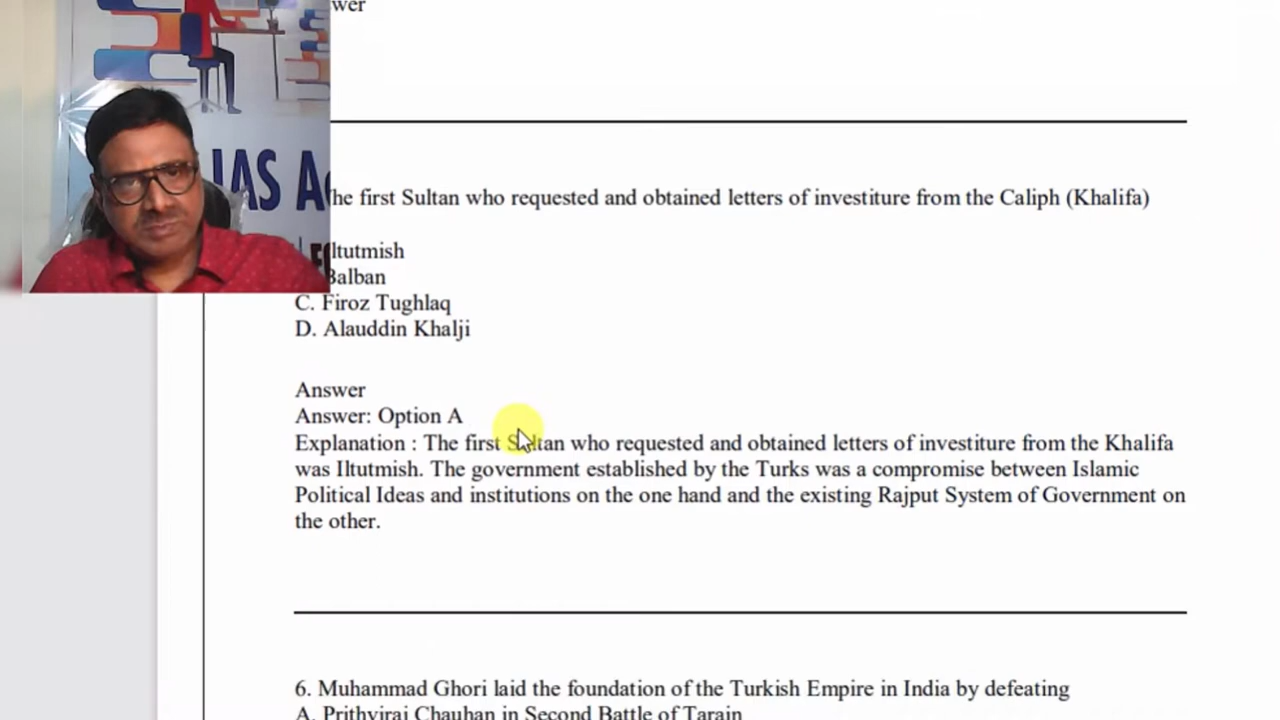 wer
IAS A
he first Sultan who requested and obtained letters of investiture from the Caliph (Khalifa)
ltutmish
Balban
C. Firoz Tughlaq
D. Alauddin Khalji
Answer
Answer: Option A
Explanation : The first Sultan who requested and obtained letters of investiture from the Khalifa
was Iltutmish. The government established by the Turks was a compromise between Islamic
Political Ideas and institutions on the one hand and the existing Rajput System of Government on
the other.
6. Muhammad Ghori laid the foundation of the Turkish Empire in India by defeating
A. Prithviraj Chauhan in Second Battle of Tarain